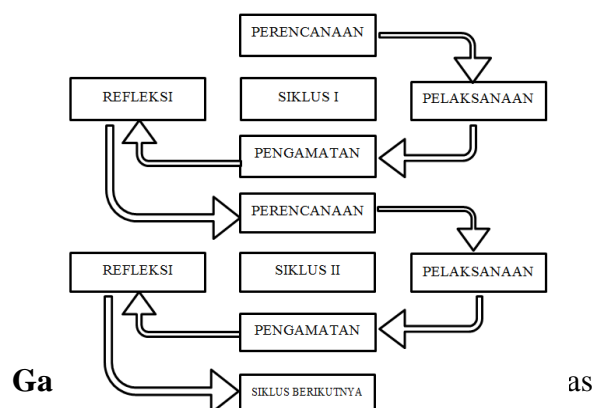 PERENCANAAN
REFLEKSI
SIKLUS I
PELAKSANAAN
PENGAMATAN
PERENCANAAN
REFLEKSI
SIKLUS II
PELAKSANAAN
PENGAMATAN
Ga as
SIKLUS BERIKUTNYA